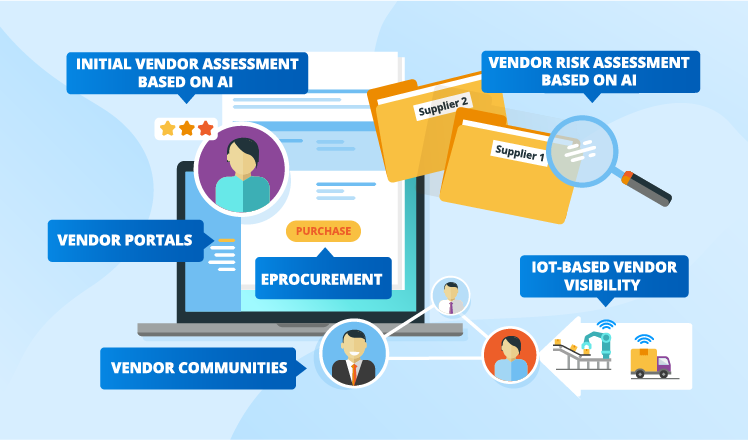 INITIAL VENDOR ASSESSMENT
BASED ON AI
VENDOR RISK ASSESSMENT
BASED ON AI
Supplier 2
Supplier 1
VENDOR PORTALS
PURCHASE
EPROCUREMENT
IOT-BASED VENDOR
VISIBILITY
VENDOR COMMUNITIES